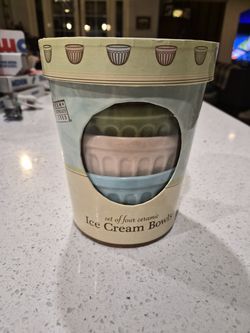 set of four ceramic
Ice Cream Bowls